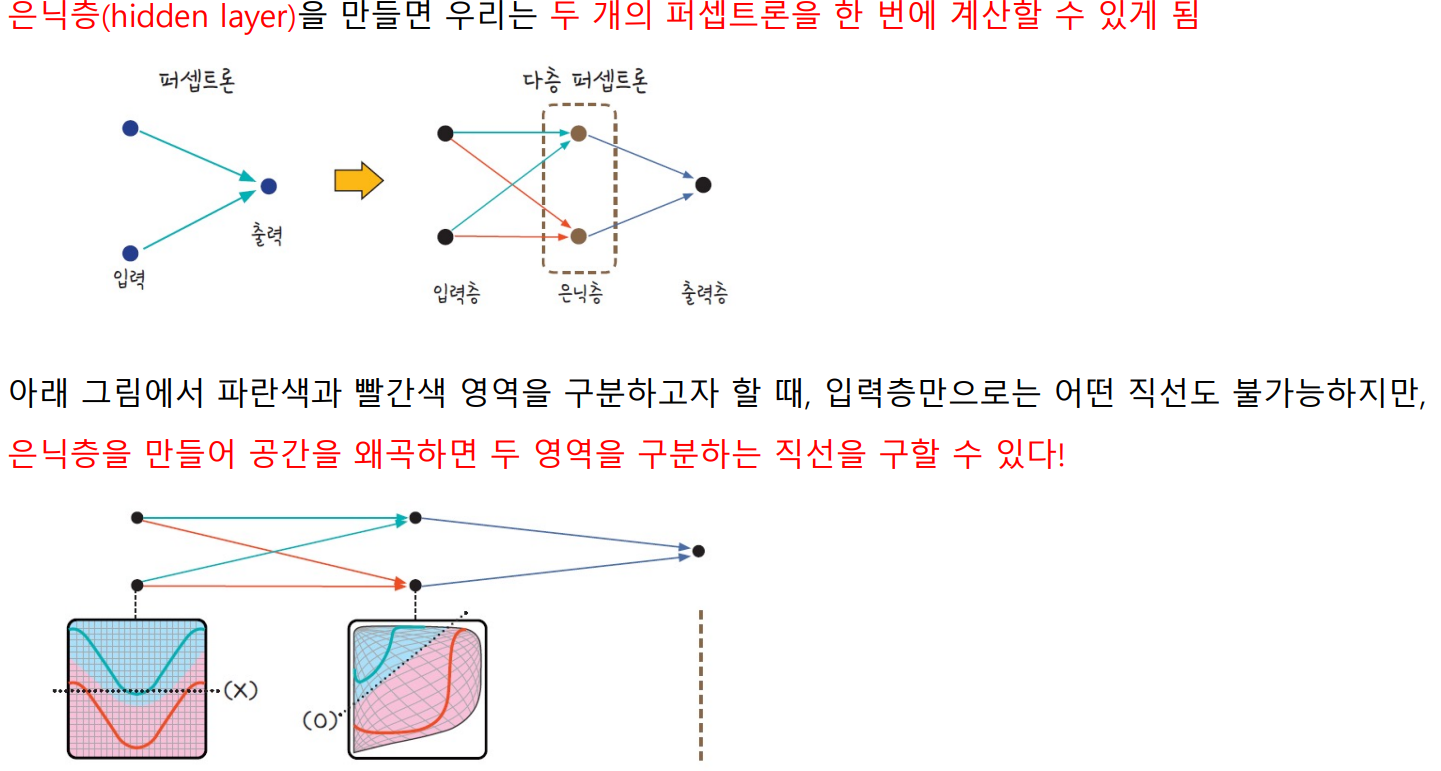 은닉층(hidden layer)을 만들면 우리는 두 개의 퍼셉트론을 한 번에 계산할 수 있게 됨
퍼셉트론
다층 퍼셉트론
출력
입력
입력층
은닉층
출력층
아래 그림에서 파란색과 빨간색 영역을 구분하고자 할 때, 입력층만으로는 어떤 직선도 불가능하지만,
은닉층을 만들어 공간을 왜곡하면 두 영역을 구분하는 직선을 구할 수 있다!
(X)
(O)